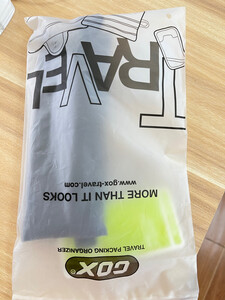 GOX
TRAVEL PACKING ORGANIZER
MORE THAN IT LOOKS
www.gox-travel.com
TRAVEL